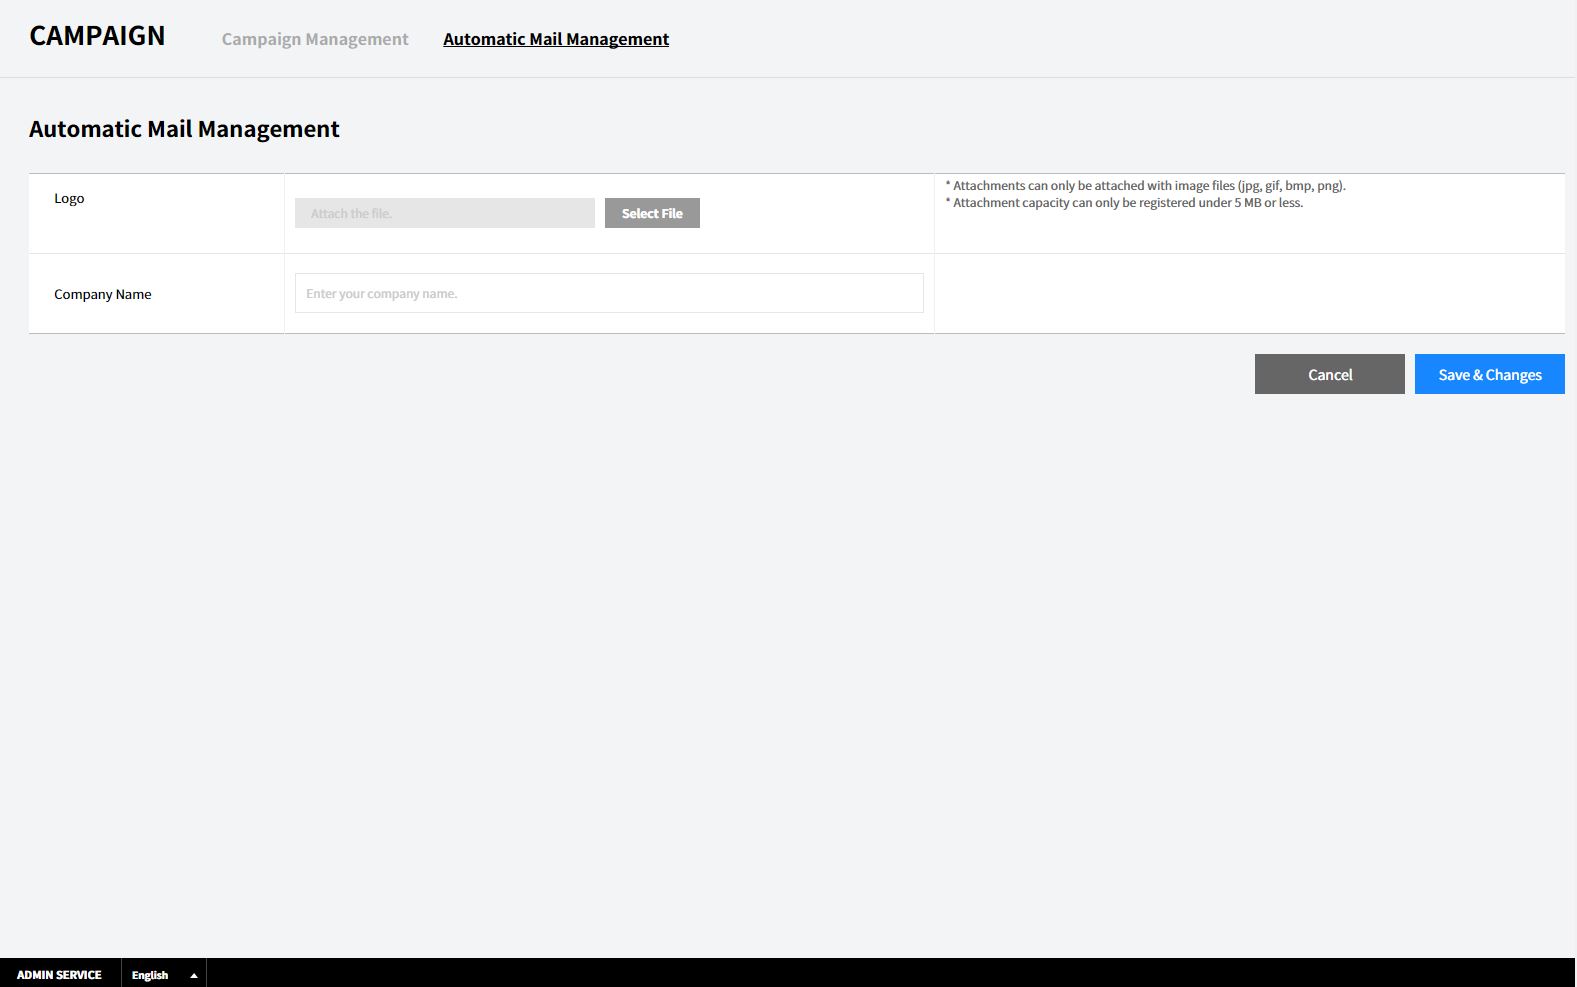 CAMPAIGN
Campaign Management
Automatic Mail Management
Automatic Mail Management
Logo
Attach the file.
Select File
* Attachments can only be attached with image files (jpg, gif, bmp, png).
* Attachment capacity can only be registered under 5 MB or less.
Company Name
Enter your company name.
Cancel
Save & Changes
ADMIN SERVICE
English